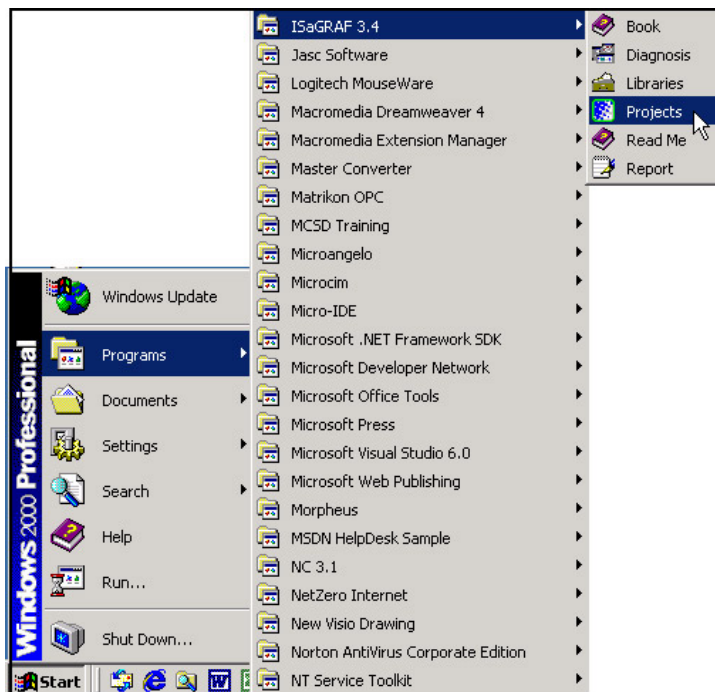 ISaGRAF 3.4
Jasc Software
Logitech MouseWare
Macromedia Dreamweaver 4
Macromedia Extension Manager
Master Converter
Matrikon OPC
MCSD Training
Microangelo
Microcim
Micro-IDE
Microsoft .NET Framework SDK
Microsoft Developer Network
Microsoft Office Tools
Microsoft Press
Microsoft Visual Studio 6.0
Microsoft Web Publishing
Morpheus
MSDN HelpDesk Sample
NC 3.1
NetZero Internet
New Visio Drawing
Norton AntiVirus Corporate Edition
NT Service Toolkit
Book
Diagnosis
Libraries
Projects
Read Me
Report
Windows Update
Programs
Documents
Settings
Search
Help
Run...
Shut Down...
Windows 2000 Professional
Start